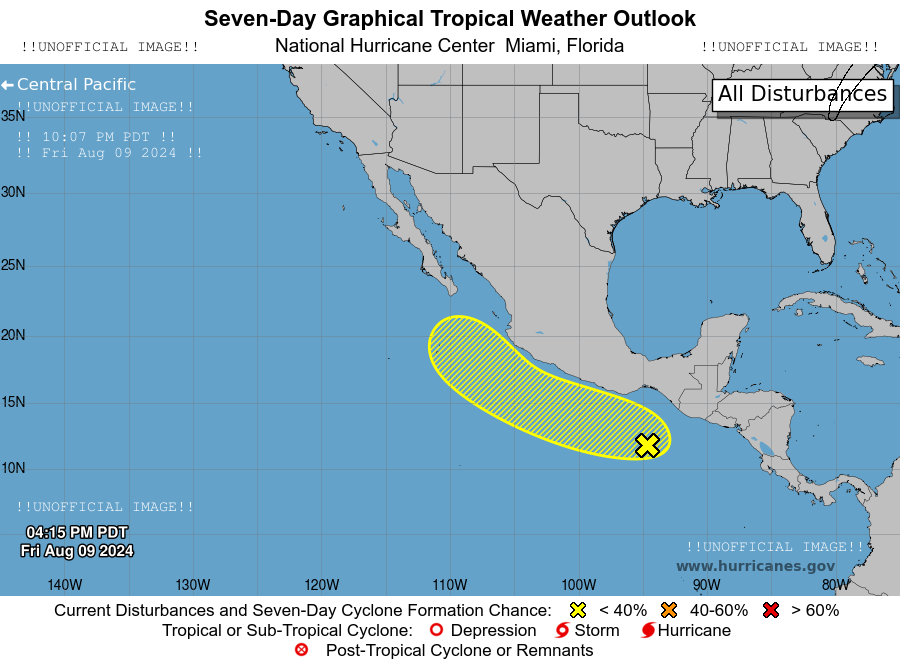 Seven-Day Graphical Tropical Weather Outlook
!!UNOFFICIAL IMAGE!! National Hurricane Center Miami, Florida !!UNOFFICIAL IMAGE!!
Central Pacific
All Disturbances
!!UNOFFICIAL IMAGE!!
35N
!! 10:07 PM PDT !!
!! Fri Aug 09 2024 !!
30N
25N
20N
15N
10N
!!UNOFFICIAL IMAGE!!
04:15 PM PDT
Fri Aug 09 2024
!!UNOFFICIAL IMAGE!!
www.hurricanes.gov
140W 130W 120W 110W 100W 90W 80W
Current Disturbances and Seven-Day Cyclone Formation Chance: < 40% 40-60% > 60%
Tropical or Sub-Tropical Cyclone: Depression Storm Hurricane
Post-Tropical Cyclone or Remnants